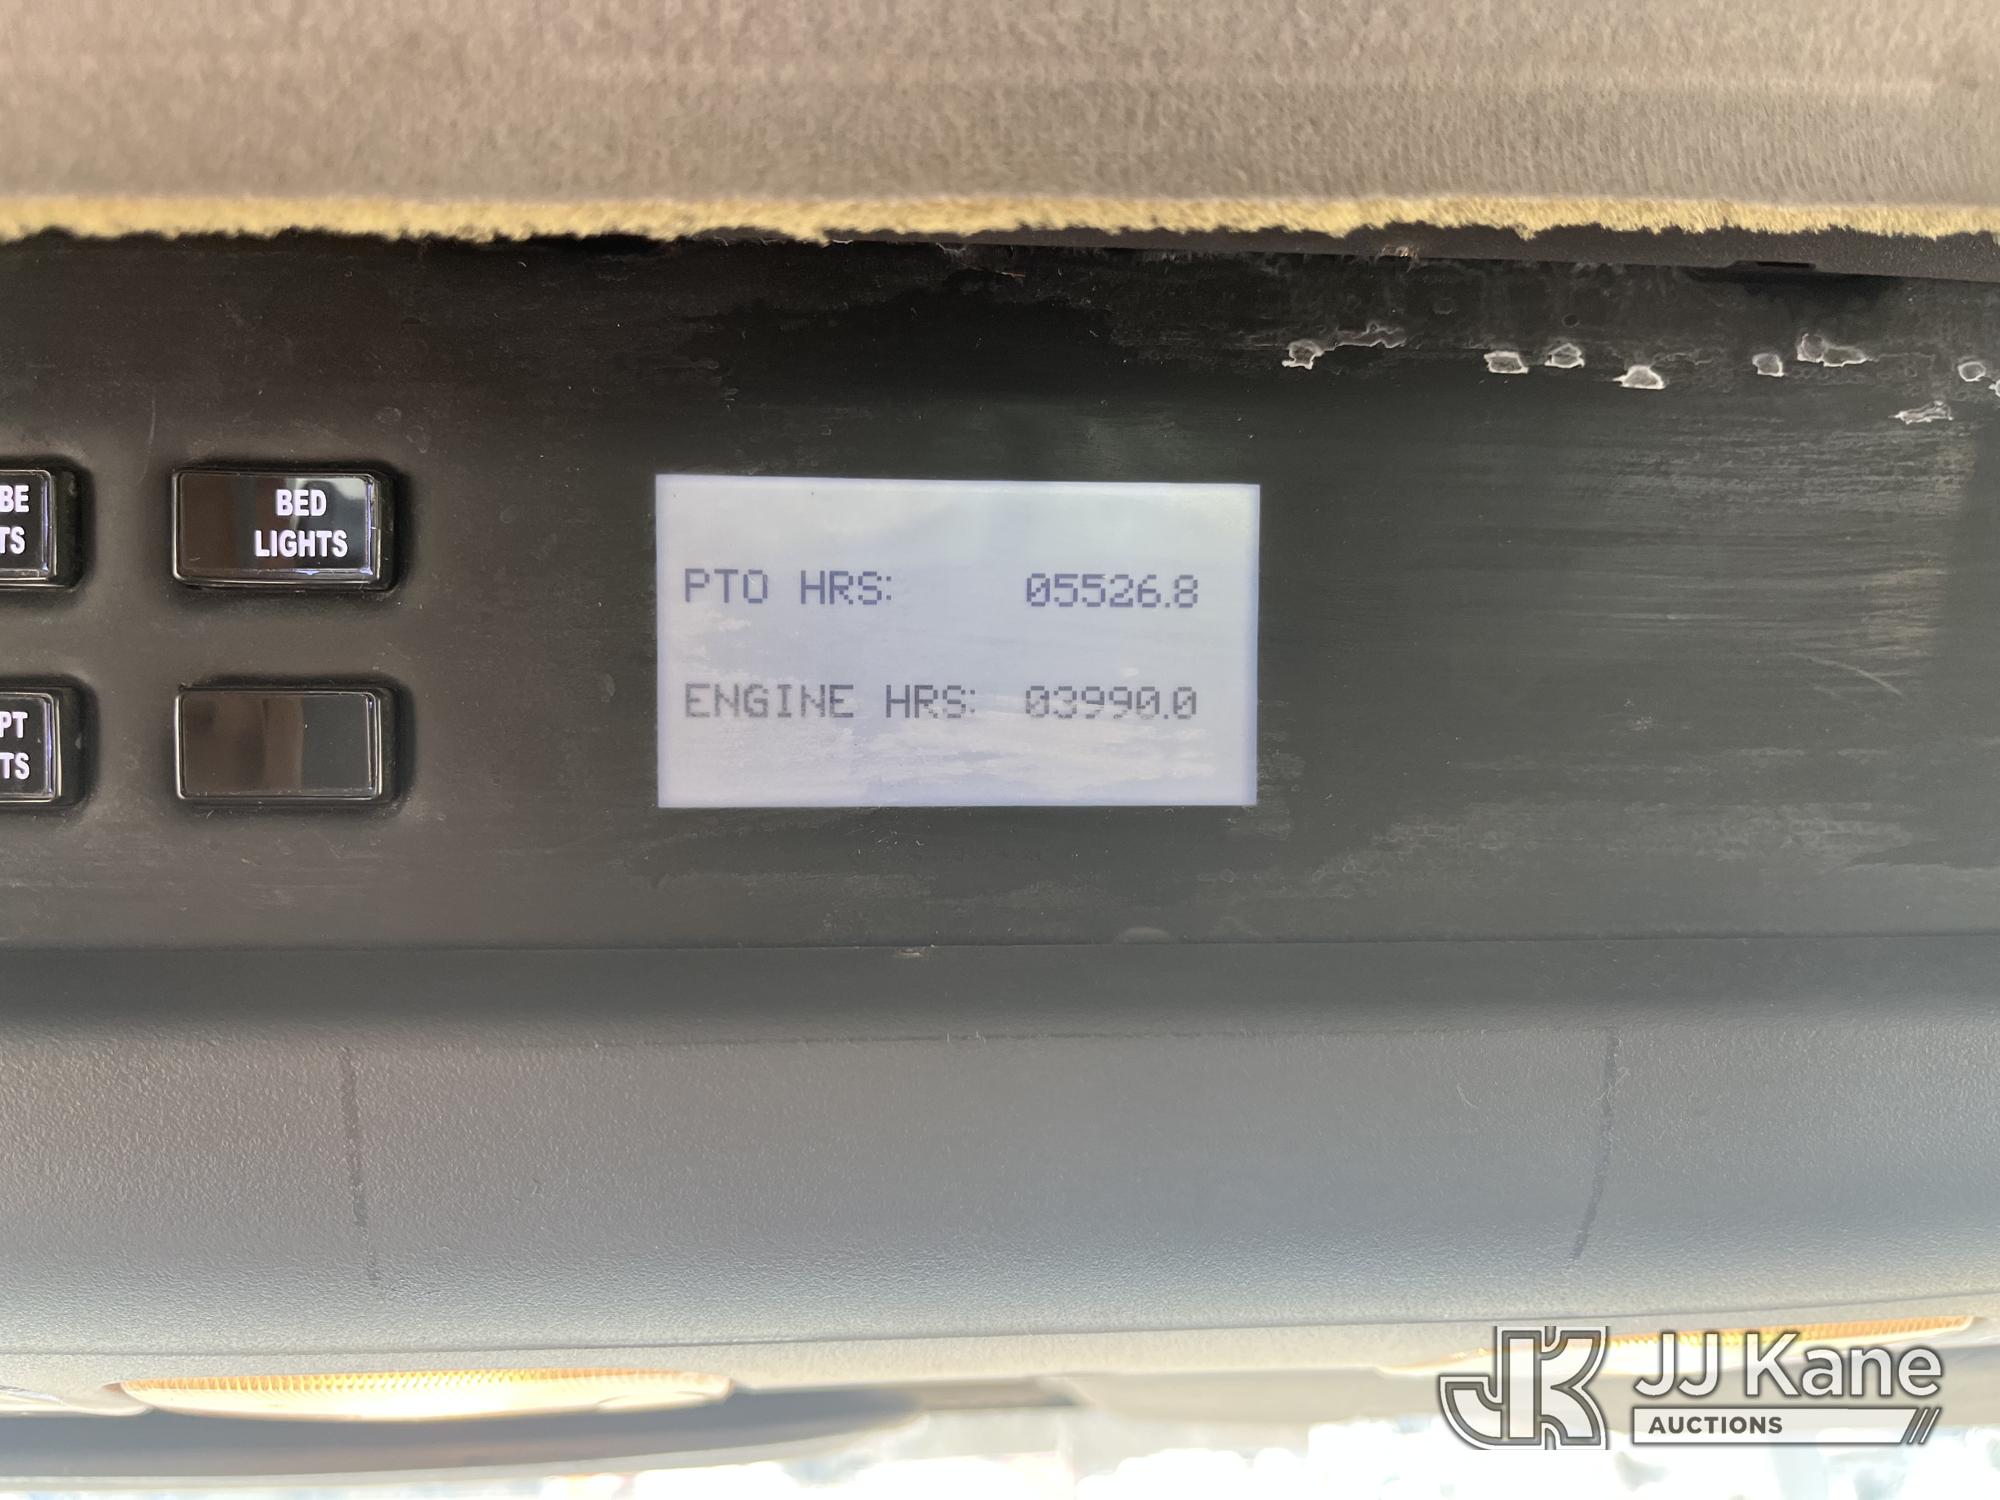 BE
TS
BED
LIGHTS
PTO HRS: 05526.8
ENGINE HRS: 03990.0
PT
TS
JJ Kane
AUCTIONS